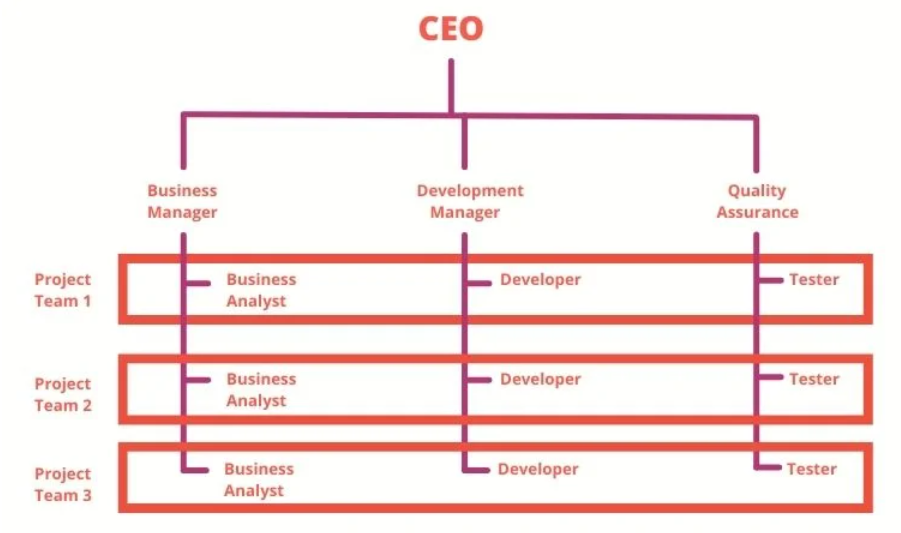 CEO
Business
Manager
Development
Manager
Quality
Assurance
Project
Team 1
Business
Analyst
Developer
Tester
Project
Team 2
Business
Analyst
Developer
Tester
Project
Team 3
Business
Analyst
Developer
Tester